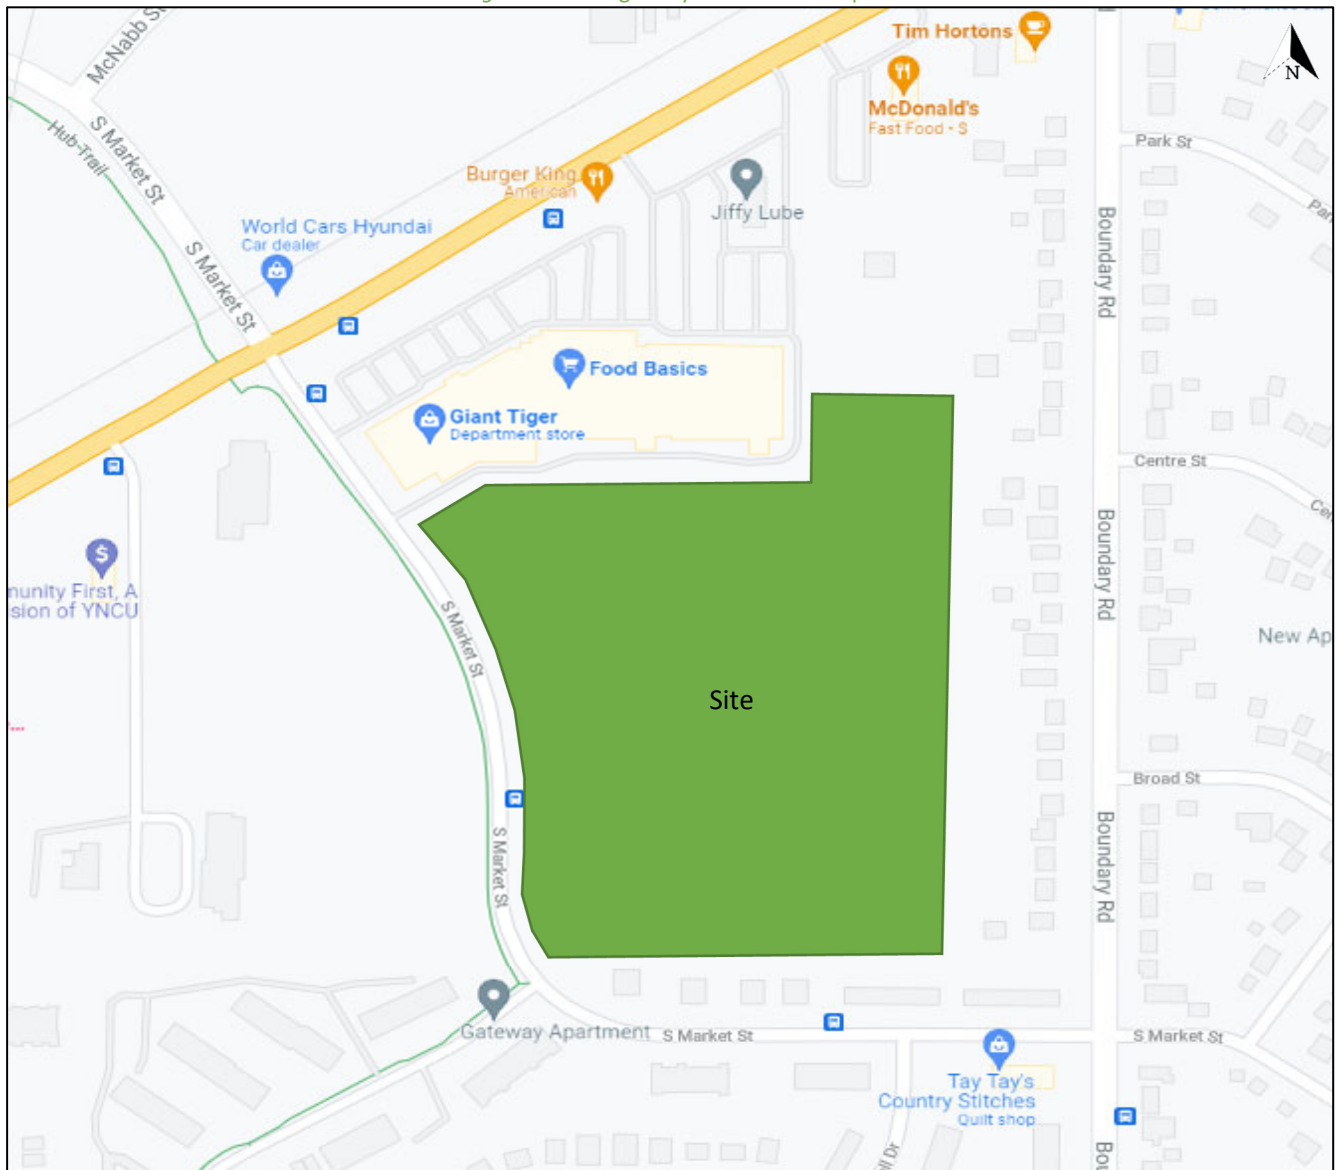 McNabb St
Tim Hortons
N
McDonald's
Fast Food - S
S Market St
Hub Trail
Park St
Burger King
American
Jiffy Lube
World Cars Hyundai
Car dealer
Boundary Rd
S Market St
Food Basics
Giant Tiger
Department store
Centre St
Boundary Rd
munity First, A
sion of YNCU
S Market St
New Ap
Site
Broad St
S Market St
Boundary Rd
Gateway Apartment
S Market St
S Market St
Tay Tay's
Country Stitches
Quilt shop